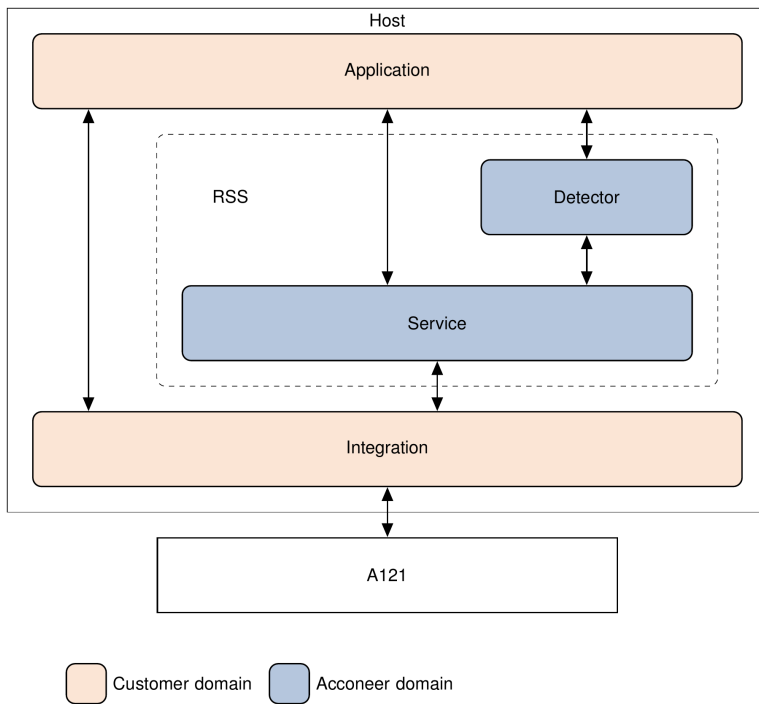 Host
Application
RSS
Detector
Service
Integration
A121
Customer domain
Acconeer domain